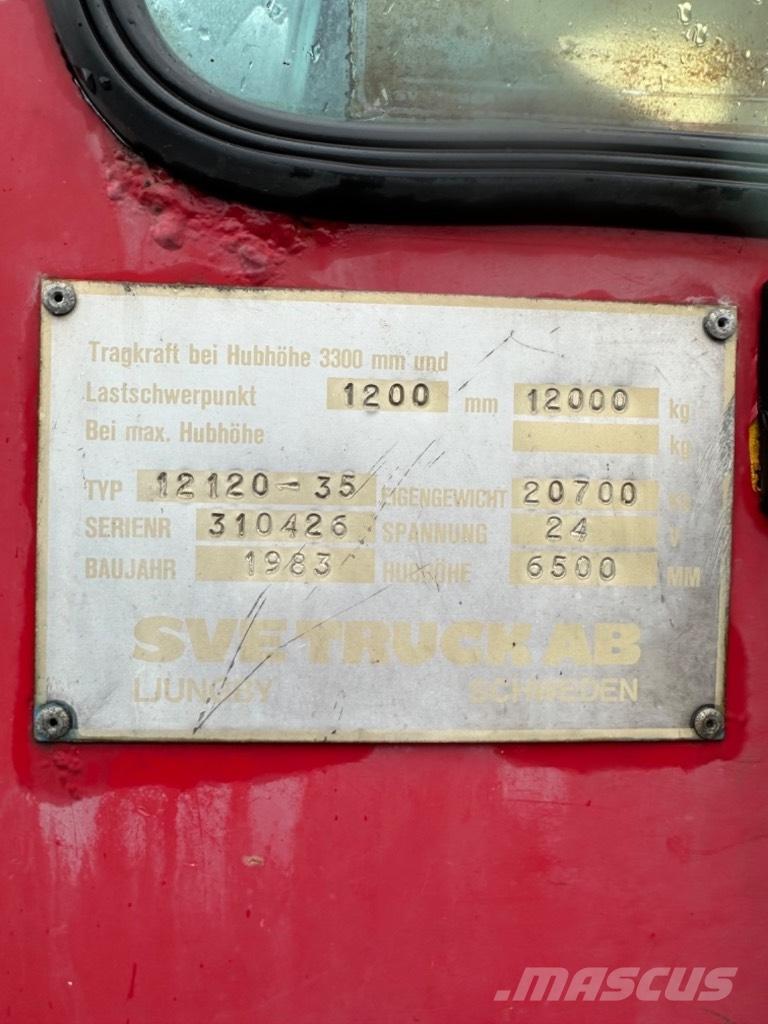 Tragkraft bei Hubhöhe 3300 mm und
Lastschwerpunkt 1200 mm 12000 kg
Bei max. Hubhöhe kg
TYP 12120-35 EIGENGEWICHT 20700 KG
SERIENR 310426 SPANNUNG 24 V
BAUJAHR 1983 HUBHÖHE 6500 MM
SVETRUCK AB
LJUNGBY SCHWEDEN
MASCUS